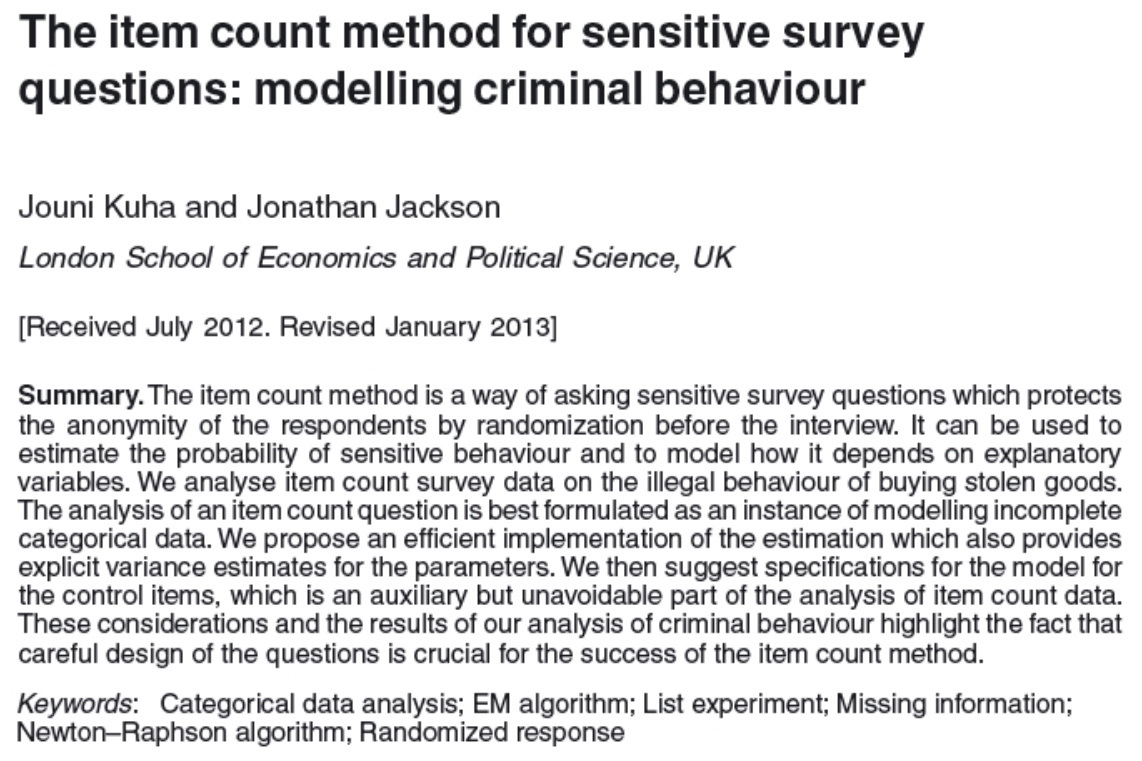 The item count method for sensitive survey
questions: modelling criminal behaviour
Jouni Kuha and Jonathan Jackson
London School of Economics and Political Science, UK
[Received July 2012. Revised January 2013]
Summary. The item count method is a way of asking sensitive survey questions which protects
the anonymity of the respondents by randomization before the interview. It can be used to
estimate the probability of sensitive behaviour and to model how it depends on explanatory
variables. We analyse item count survey data on the illegal behaviour of buying stolen goods.
The analysis of an item count question is best formulated as an instance of modelling incomplete
categorical data. We propose an efficient implementation of the estimation which also provides
explicit variance estimates for the parameters. We then suggest specifications for the model for
the control items, which is an auxiliary but unavoidable part of the analysis of item count data.
These considerations and the results of our analysis of criminal behaviour highlight the fact that
careful design of the questions is crucial for the success of the item count method.
Keywords: Categorical data analysis; EM algorithm; List experiment; Missing information;
Newton–Raphson algorithm; Randomized response